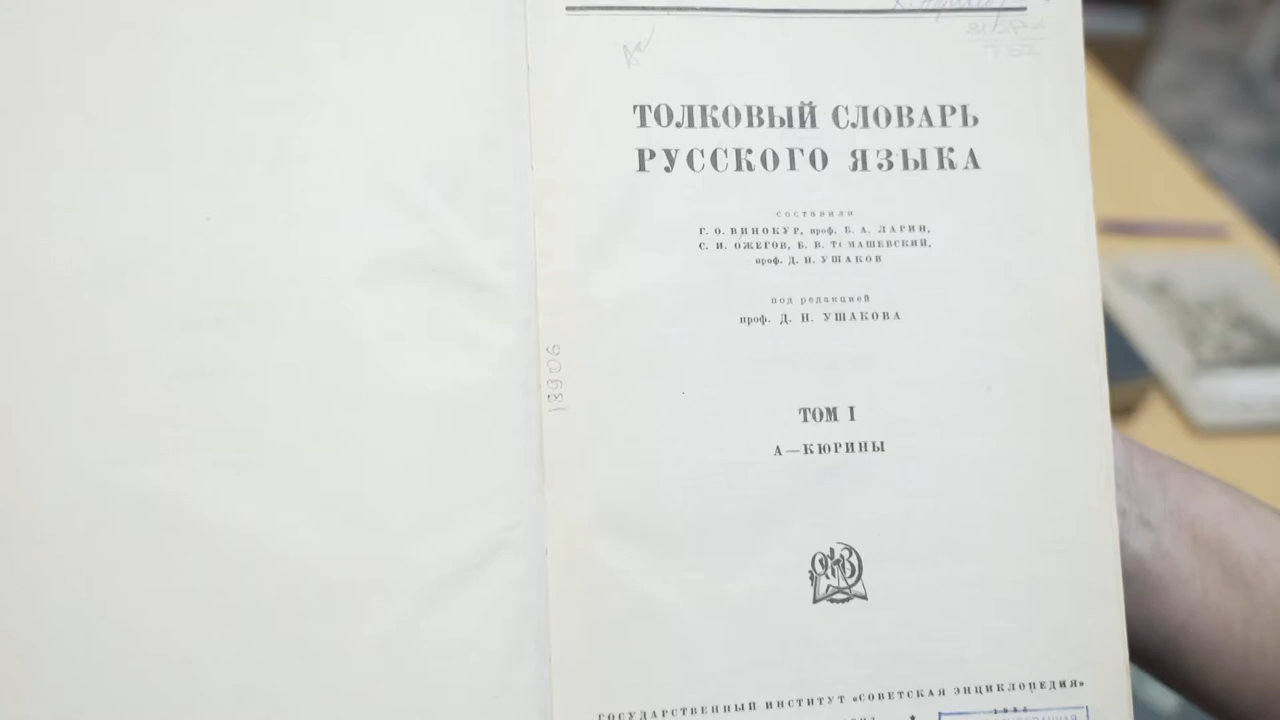 ТОЛКОВЫЙ СЛОВАРЬ
РУССКОГО ЯЗЫКА
составили
Г. О. ВИНОКУР, проф. Б. А. ЛАРИН,
С. И. ОЖЕГОВ, Б. В. ТОМАШЕВСКИЙ,
проф. Д. Н. УШАКОВ
под редакцией
проф. Д. Н. УШАКОВА
18906
ТОМ I
А—КЮРИНЫ
ГОСУДАРСТВЕННЫЙ ИНСТИТУТ «СОВЕТСКАЯ ЭНЦИКЛОПЕДИЯ»